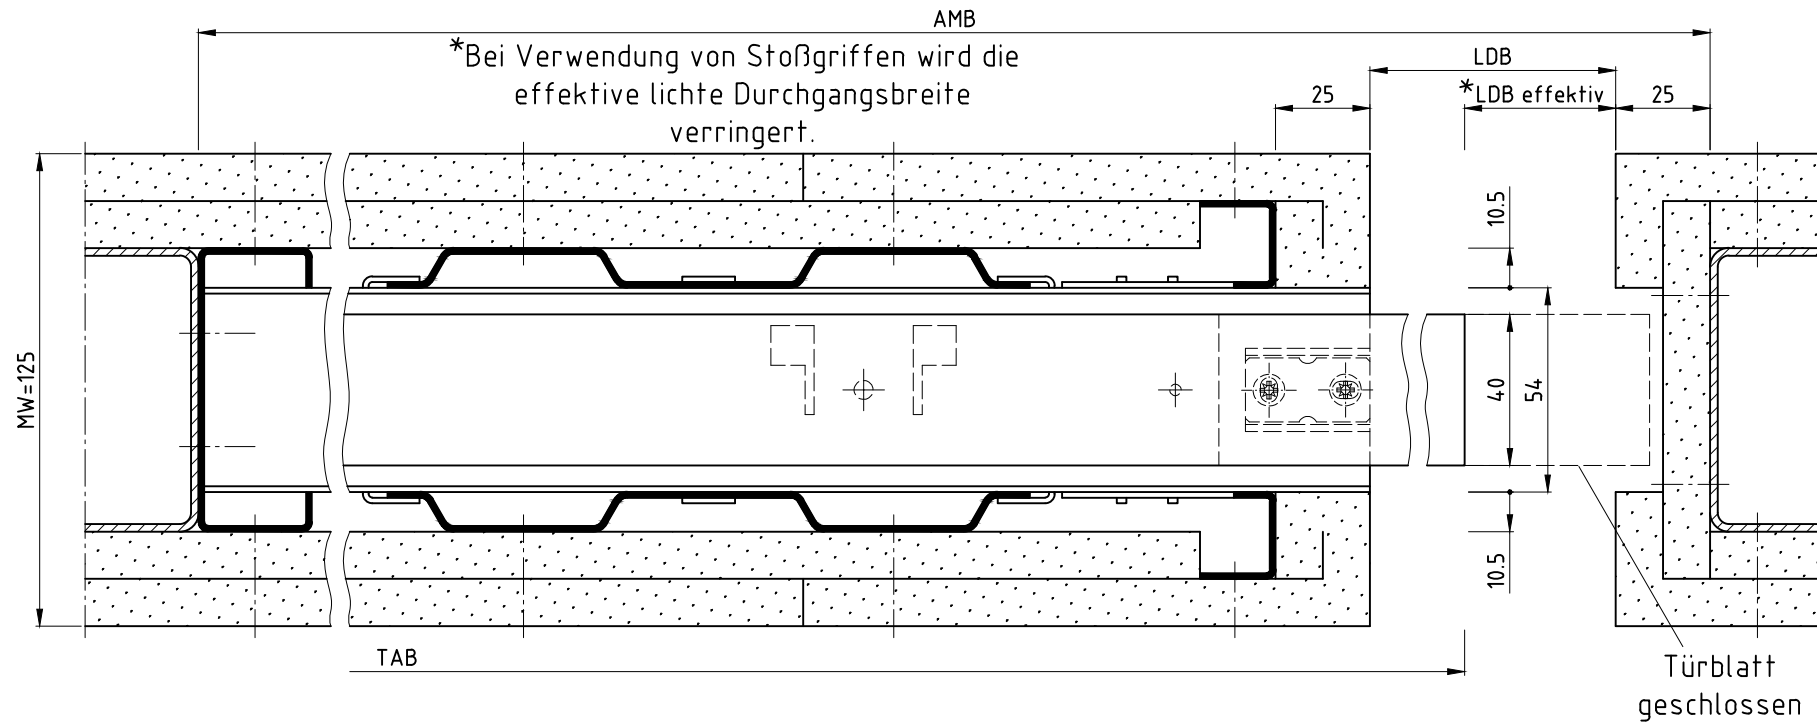 AMB
*Bei Verwendung von Stoßgriffen wird die
effektive lichte Durchgangsbreite
verringert.
LDB
*LDB effektiv
25
25
10.5
MW=125
40
54
10.5
TAB
Türblatt
geschlossen